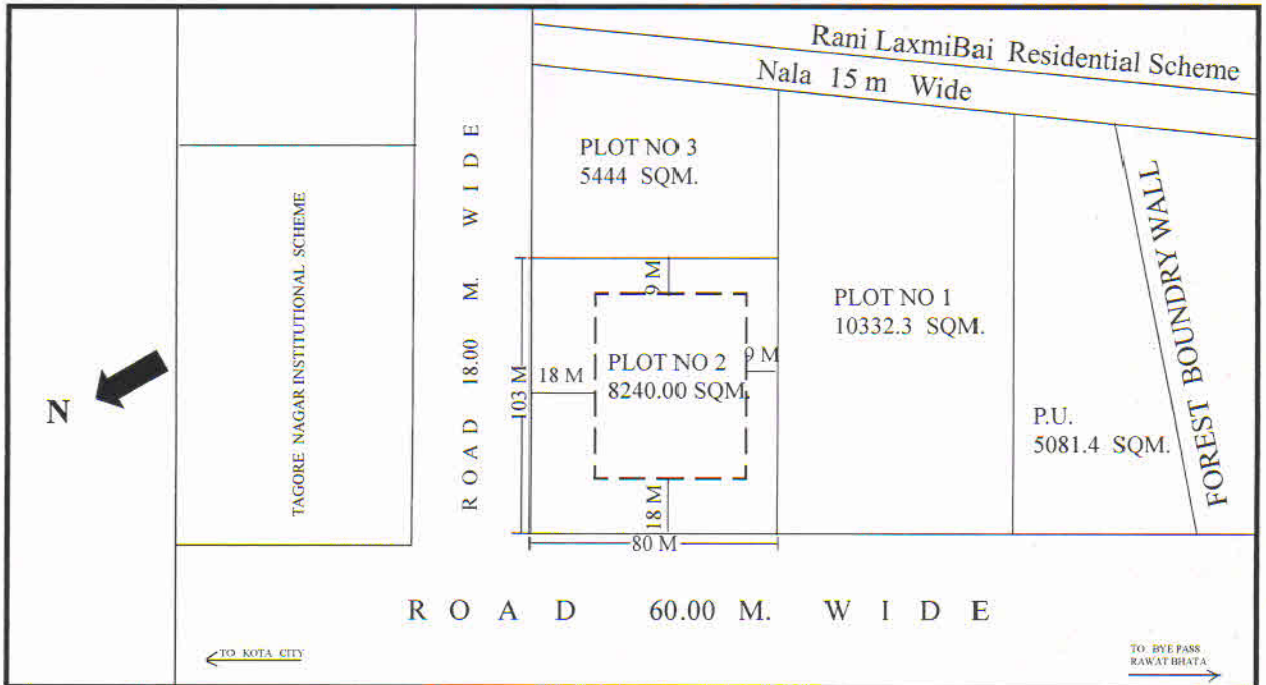 Rani LaxmiBai Residential Scheme
Nala 15 m Wide
PLOT NO 3
5444 SQM.
ROAD 18.00 M. WIDE
TAGORE NAGAR INSTITUTIONAL SCHEME
N
103 M
9 M
18 M
PLOT NO 2
8240.00 SQM.
9 M
18 M
80 M
PLOT NO 1
10332.3 SQM.
P.U.
5081.4 SQM.
FOREST BOUNDRY WALL
ROAD 60.00 M. WIDE
TO KOTA CITY
TO BYE PASS
RAWAT BHATA